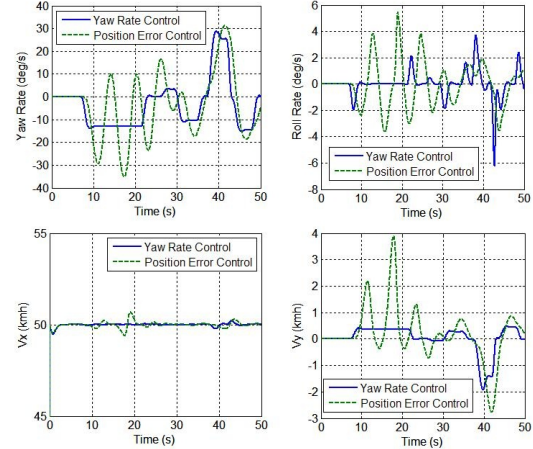 Yaw Rate (deg/s)
40
30
20
10
0
-10
-20
-30
-40
Yaw Rate Control
Position Error Control
0 10 20 30 40 50
Time (s)
Roll Rate (deg/s)
6
4
2
0
-2
-4
-6
-8
Yaw Rate Control
Position Error Control
0 10 20 30 40 50
Time (s)
Vx (kmh)
55
50
45
Yaw Rate Control
Position Error Control
0 10 20 30 40 50
Time (s)
Vy (kmh)
4
3
2
1
0
-1
-2
-3
Yaw Rate Control
Position Error Control
0 10 20 30 40 50
Time (s)